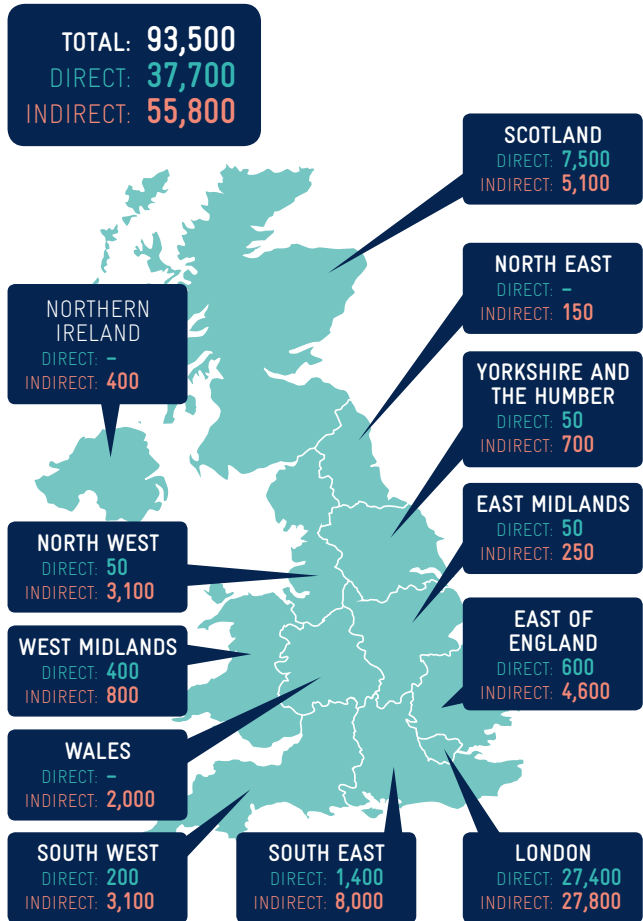 TOTAL: 93,500
DIRECT: 37,700
INDIRECT: 55,800
SCOTLAND
DIRECT: 7,500
INDIRECT: 5,100
NORTH EAST
DIRECT: –
INDIRECT: 150
NORTHERN
IRELAND
DIRECT: –
INDIRECT: 400
YORKSHIRE AND
THE HUMBER
DIRECT: 50
INDIRECT: 700
EAST MIDLANDS
DIRECT: 50
INDIRECT: 250
NORTH WEST
DIRECT: 50
INDIRECT: 3,100
EAST OF
ENGLAND
DIRECT: 600
INDIRECT: 4,600
WEST MIDLANDS
DIRECT: 400
INDIRECT: 800
WALES
DIRECT: –
INDIRECT: 2,000
SOUTH WEST
DIRECT: 200
INDIRECT: 3,100
SOUTH EAST
DIRECT: 1,400
INDIRECT: 8,000
LONDON
DIRECT: 27,400
INDIRECT: 27,800